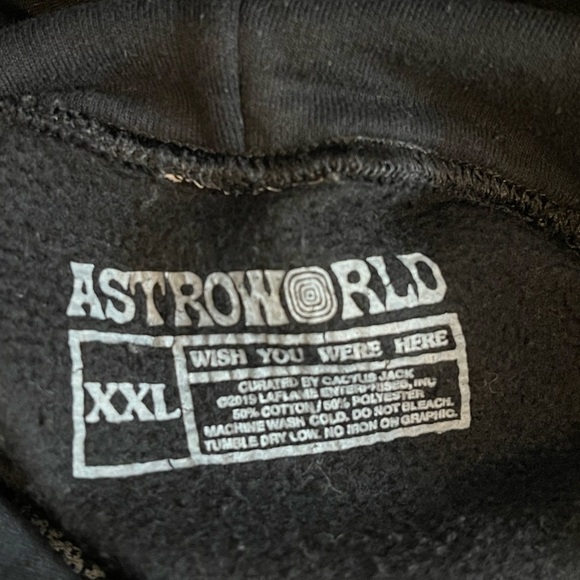 ASTROWORLD
XXL
WISH YOU WERE HERE
CURATED BY CACTUS JACK
©2019 LAFLAME ENTERPRISES, INC
50% COTTON / 50% POLYESTER
MACHINE WASH COLD. DO NOT BLEACH.
TUMBLE DRY LOW. NO IRON ON GRAPHIC.